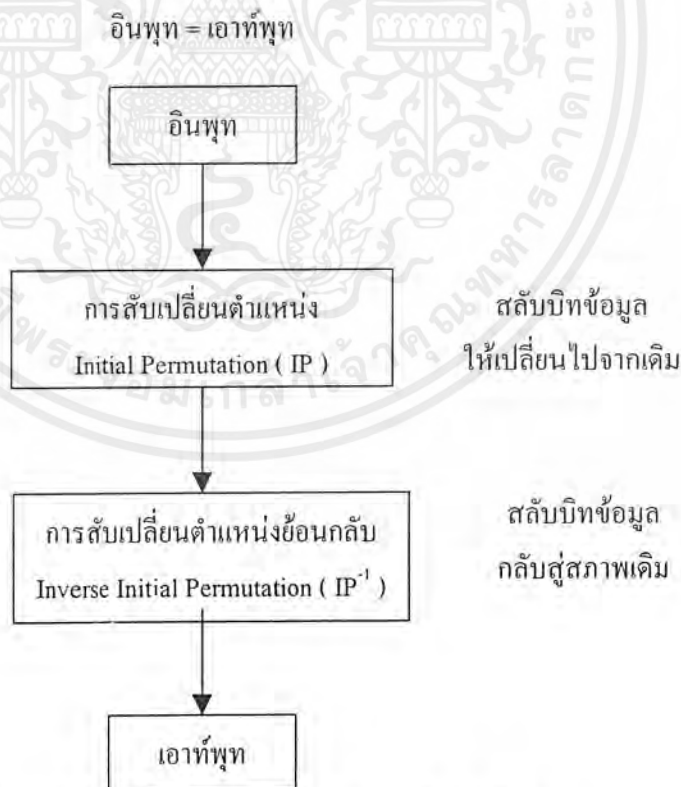 อินพุท = เอาท์พุท
อินพุท
การสับเปลี่ยนตำแหน่ง
Initial Permutation ( IP )
สลับบิทข้อมูล
ให้เปลี่ยนไปจากเดิม
การสับเปลี่ยนตำแหน่งย้อนกลับ
Inverse Initial Permutation ( IP⁻¹ )
สลับบิทข้อมูล
กลับสู่สภาพเดิม
เอาท์พุท